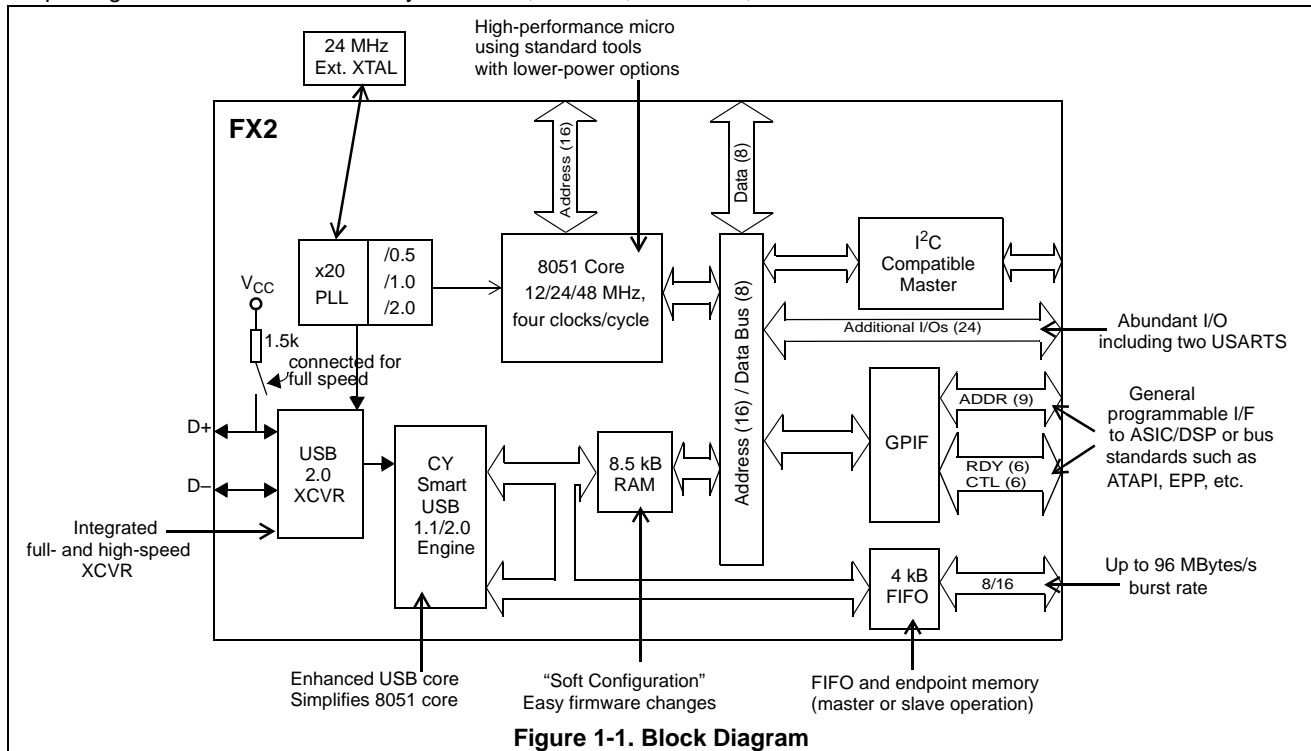 High-performance micro
using standard tools
with lower-power options
24 MHz
Ext. XTAL
FX2
Address (16)
Data (8)
x20
PLL
/0.5
/1.0
/2.0
8051 Core
12/24/48 MHz,
four clocks/cycle
I2C
Compatible
Master
VCC
1.5k
connected for
full speed
Address (16) / Data Bus (8)
Additional I/Os (24)
Abundant I/O
including two USARTS
D+
D–
USB
2.0
XCVR
CY
Smart
USB
1.1/2.0
Engine
8.5 kB
RAM
GPIF
ADDR (9)
RDY (6)
CTL (6)
General
programmable I/F
to ASIC/DSP or bus
standards such as
ATAPI, EPP, etc.
Integrated
full- and high-speed
XCVR
4 kB
FIFO
8/16
Up to 96 MBytes/s
burst rate
Enhanced USB core
Simplifies 8051 core
“Soft Configuration”
Easy firmware changes
FIFO and endpoint memory
(master or slave operation)
Figure 1-1. Block Diagram